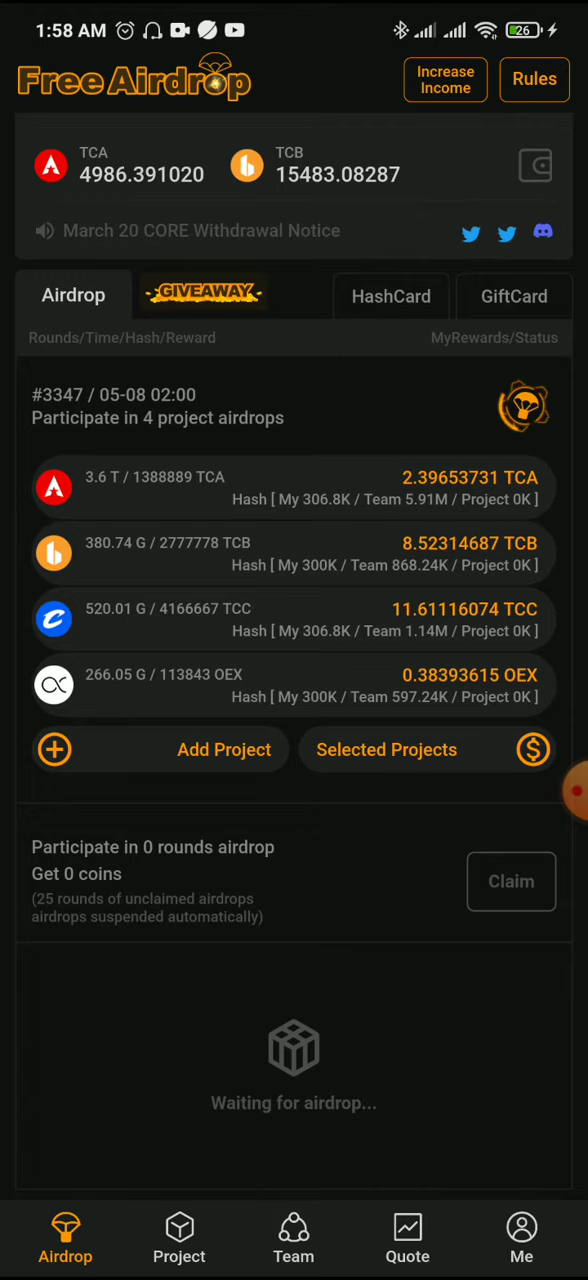 1:58 AM
26
Free Airdrop
Increase
Income
Rules
TCA
4986.391020
TCB
15483.08287
March 20 CORE Withdrawal Notice
Airdrop
GIVEAWAY
HashCard
GiftCard
Rounds/Time/Hash/Reward
MyRewards/Status
#3347 / 05-08 02:00
Participate in 4 project airdrops
3.6 T / 1388889 TCA
2.39653731 TCA
Hash [ My 306.8K / Team 5.91M / Project 0K ]
380.74 G / 2777778 TCB
8.52314687 TCB
Hash [ My 300K / Team 868.24K / Project 0K ]
520.01 G / 4166667 TCC
11.61116074 TCC
Hash [ My 306.8K / Team 1.14M / Project 0K ]
266.05 G / 113843 OEX
0.38393615 OEX
Hash [ My 300K / Team 597.24K / Project 0K ]
Add Project
Selected Projects
Participate in 0 rounds airdrop
Get 0 coins
(25 rounds of unclaimed airdrops
airdrops suspended automatically)
Claim
Waiting for airdrop...
Airdrop
Project
Team
Quote
Me